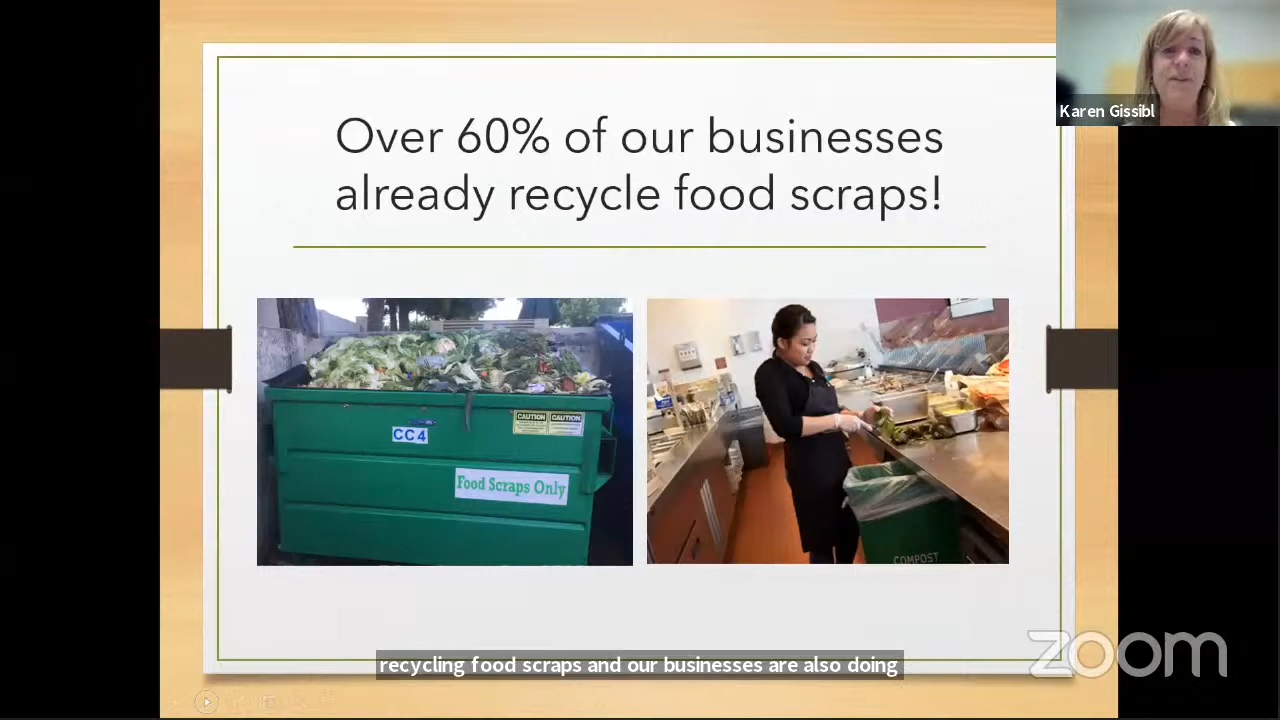 Karen Gissibl
Over 60% of our businesses
already recycle food scraps!
CAUTION
CAUTION
CC4
Food Scraps Only
COMPOST
zoom
recycling food scraps and our businesses are also doing